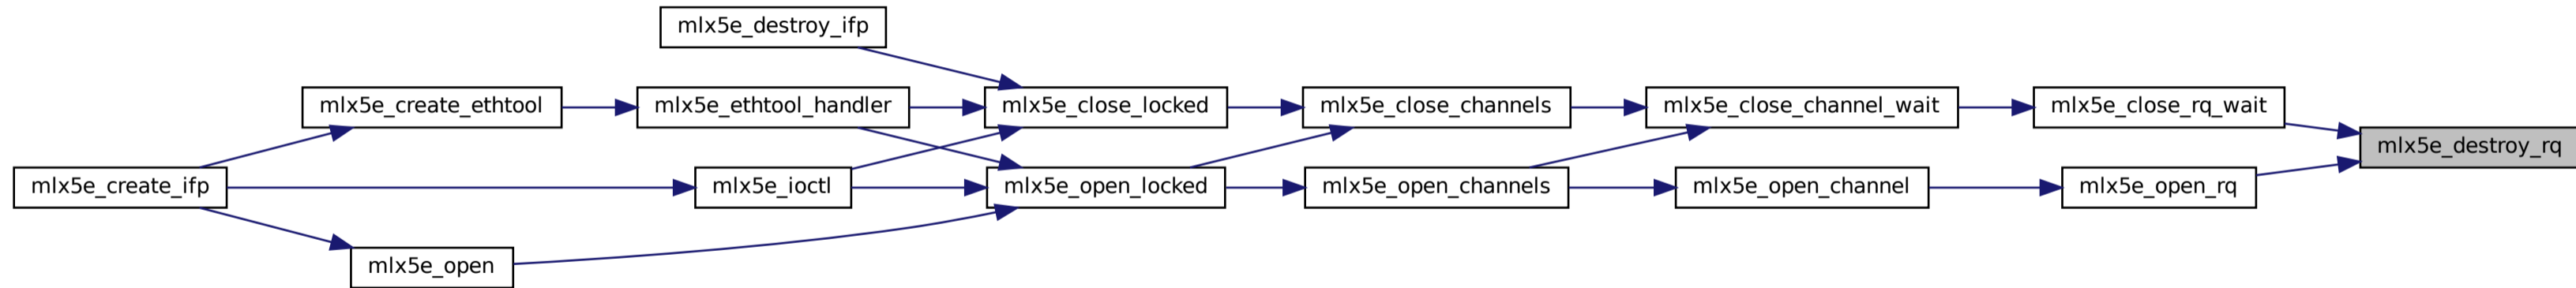 mlx5e_destroy_ifp
mlx5e_create_ethtool
mlx5e_ethtool_handler
mlx5e_close_locked
mlx5e_close_channels
mlx5e_close_channel_wait
mlx5e_close_rq_wait
mlx5e_destroy_rq
mlx5e_create_ifp
mlx5e_ioctl
mlx5e_open_locked
mlx5e_open_channels
mlx5e_open_channel
mlx5e_open_rq
mlx5e_open